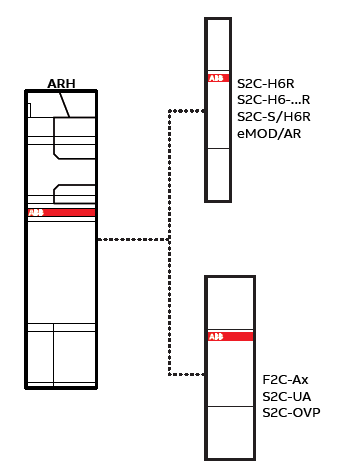 ARH
ABB
ABB
S2C-H6R
S2C-H6-...R
S2C-S/H6R
eMOD/AR
ABB
F2C-Ax
S2C-UA
S2C-OVP